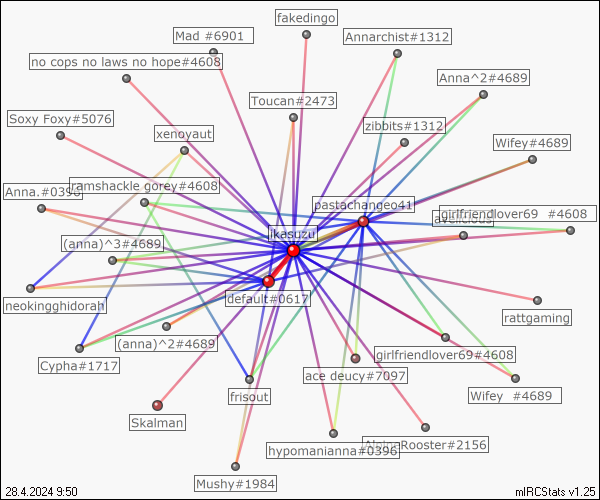 fakedingo
Mad #6901
Annarchist#1312
no cops no laws no hope#4608
Anna^2#4689
Toucan#2473
Soxy Foxy#5076
xenoyaut
zibbits#1312
Wifey#4689
Anna.#0396
ramshackle gorey#4608
pastachangeo41
girlfriendlover69 #4608
ikasuzu
(anna)^3#4689
default#0617
neokingghidorah
rattgaming
(anna)^2#4689
girlfriendlover69#4608
Cypha#1717
ace deucy#7097
frisout
Wifey #4689
Skalman
hypomanianna#0396
Rooster#2156
Mushy#1984
28.4.2024 9:50
mIRCStats v1.25